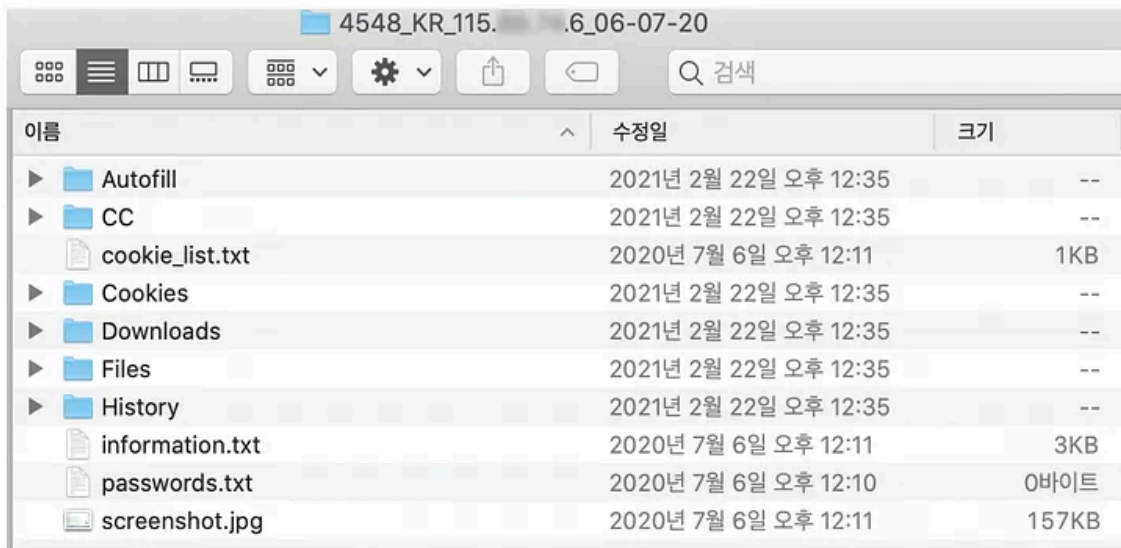 4548_KR_115. .6_06-07-20
검색
이름 수정일 크기
Autofill 2021년 2월 22일 오후 12:35 --
CC 2021년 2월 22일 오후 12:35 --
cookie_list.txt 2020년 7월 6일 오후 12:11 1KB
Cookies 2021년 2월 22일 오후 12:35 --
Downloads 2021년 2월 22일 오후 12:35 --
Files 2021년 2월 22일 오후 12:35 --
History 2021년 2월 22일 오후 12:35 --
information.txt 2020년 7월 6일 오후 12:11 3KB
passwords.txt 2020년 7월 6일 오후 12:10 0바이트
screenshot.jpg 2020년 7월 6일 오후 12:11 157KB